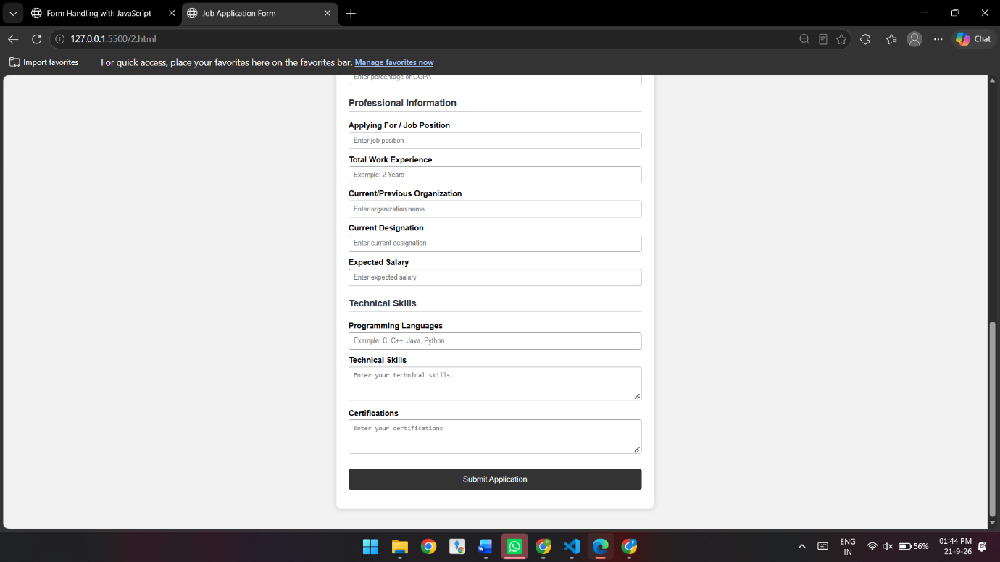 Form Handling with JavaScript
Job Application Form
127.0.0.1:5500/2.html
Chat
Import favorites
For quick access, place your favorites here on the favorites bar. Manage favorites now
Enter percentage or CGPA
Professional Information
Applying For / Job Position
Enter job position
Total Work Experience
Example: 2 Years
Current/Previous Organization
Enter organization name
Current Designation
Enter current designation
Expected Salary
Enter expected salary
Technical Skills
Programming Languages
Example: C, C++, Java, Python
Technical Skills
Enter your technical skills
Certifications
Enter your certifications
Submit Application
ENG
IN
56%
01:44 PM
21-9-26